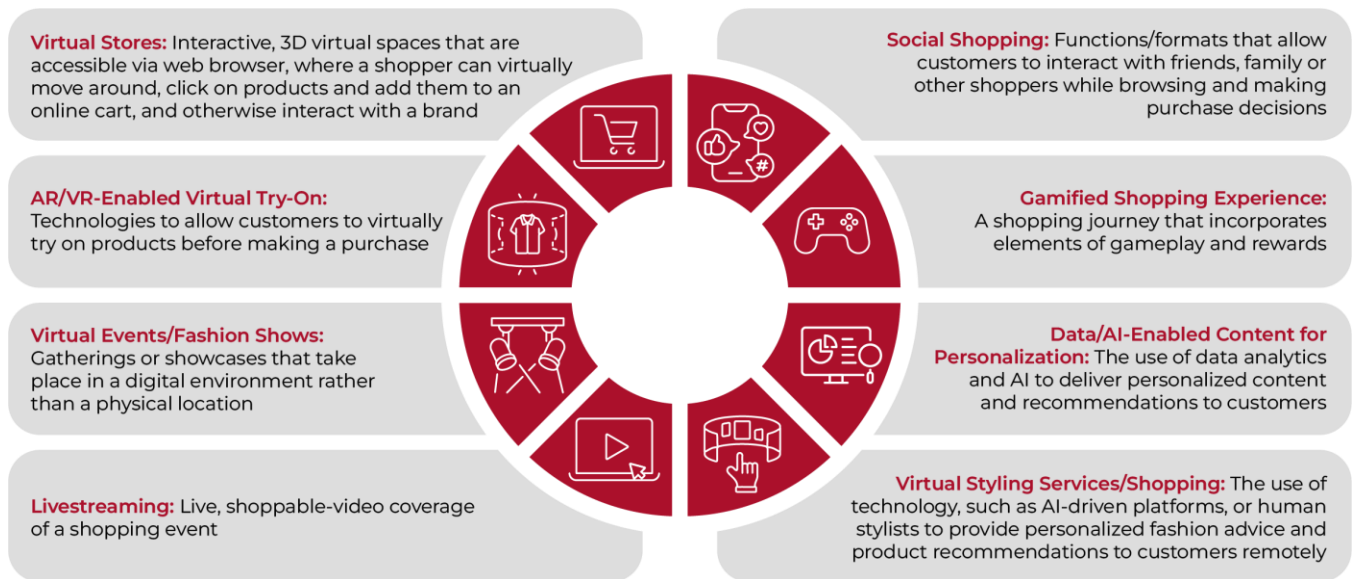 Virtual Stores: Interactive, 3D virtual spaces that are
accessible via web browser, where a shopper can virtually
move around, click on products and add them to an
online cart, and otherwise interact with a brand
AR/VR-Enabled Virtual Try-On:
Technologies to allow customers to virtually
try on products before making a purchase
Virtual Events/Fashion Shows:
Gatherings or showcases that take
place in a digital environment rather
than a physical location
Livestreaming: Live, shoppable-video coverage
of a shopping event
Social Shopping: Functions/formats that allow
customers to interact with friends, family or
other shoppers while browsing and making
purchase decisions
#
Gamified Shopping Experience:
A shopping journey that incorporates
elements of gameplay and rewards
Data/AI-Enabled Content for
Personalization: The use of data analytics
and AI to deliver personalized content
and recommendations to customers
Virtual Styling Services/Shopping: The use of
technology, such as AI-driven platforms, or human
stylists to provide personalized fashion advice and
product recommendations to customers remotely